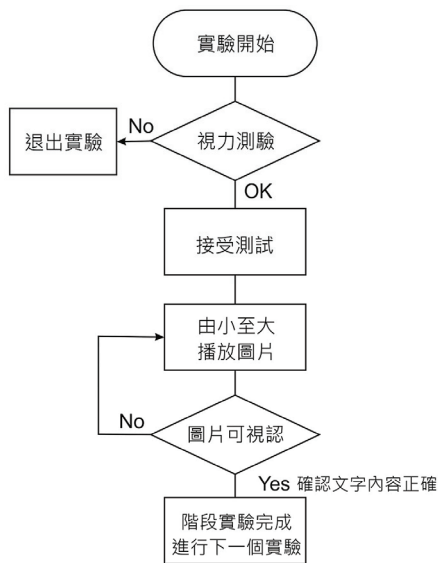 實驗開始
No
退出實驗
視力測驗
OK
接受測試
由小至大
播放圖片
No
圖片可視認
Yes 確認文字內容正確
階段實驗完成
進行下一個實驗